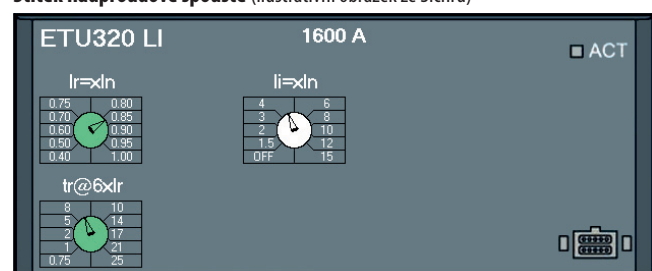 Štítek nadproudové spouště (ilustrativní obrázek ze Sichru)
ETU320 LI
1600 A
ACT
Ir=xIn
0.75 0.80
0.70 0.85
0.60 0.90
0.50 0.95
0.40 1.00
Ii=xIn
4 6
3 8
2 10
1.5 12
OFF 15
tr@6xIr
8 10
5 14
2 17
1 21
0.75 25